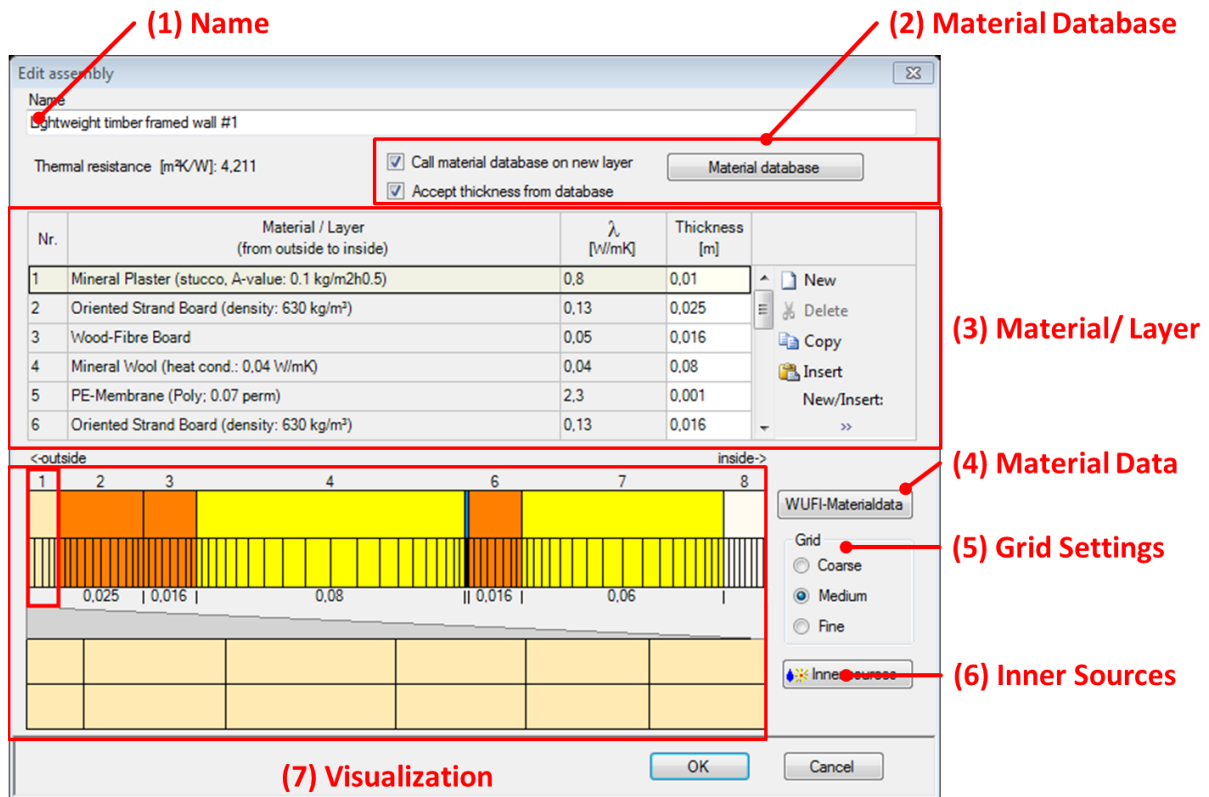 (1) Name
(2) Material Database
Edit assembly
Name
Lightweight timber framed wall #1
Thermal resistance [m²K/W]: 4,211
Call material database on new layer
Material database
Accept thickness from database
Nr.
Material / Layer
(from outside to inside)
λ
[W/mK]
Thickness
[m]
1 Mineral Plaster (stucco, A-value: 0.1 kg/m2h0.5) 0,8 0,01
2 Oriented Strand Board (density: 630 kg/m³) 0,13 0,025
3 Wood-Fibre Board 0,05 0,016
4 Mineral Wool (heat cond.: 0,04 W/mK) 0,04 0,08
5 PE-Membrane (Poly; 0.07 perm) 2,3 0,001
6 Oriented Strand Board (density: 630 kg/m³) 0,13 0,016
New
Delete
Copy
Insert
New/Insert:
>>
(3) Material/ Layer
<-outside inside->
1 2 3 4 6 7 8
0,025 | 0,016 | 0,08 || 0,016 | 0,06 |
(4) Material Data
WUFI-Materialdata
Grid
(5) Grid Settings
Coarse
Medium
Fine
Inner sources
(6) Inner Sources
(7) Visualization
OK
Cancel